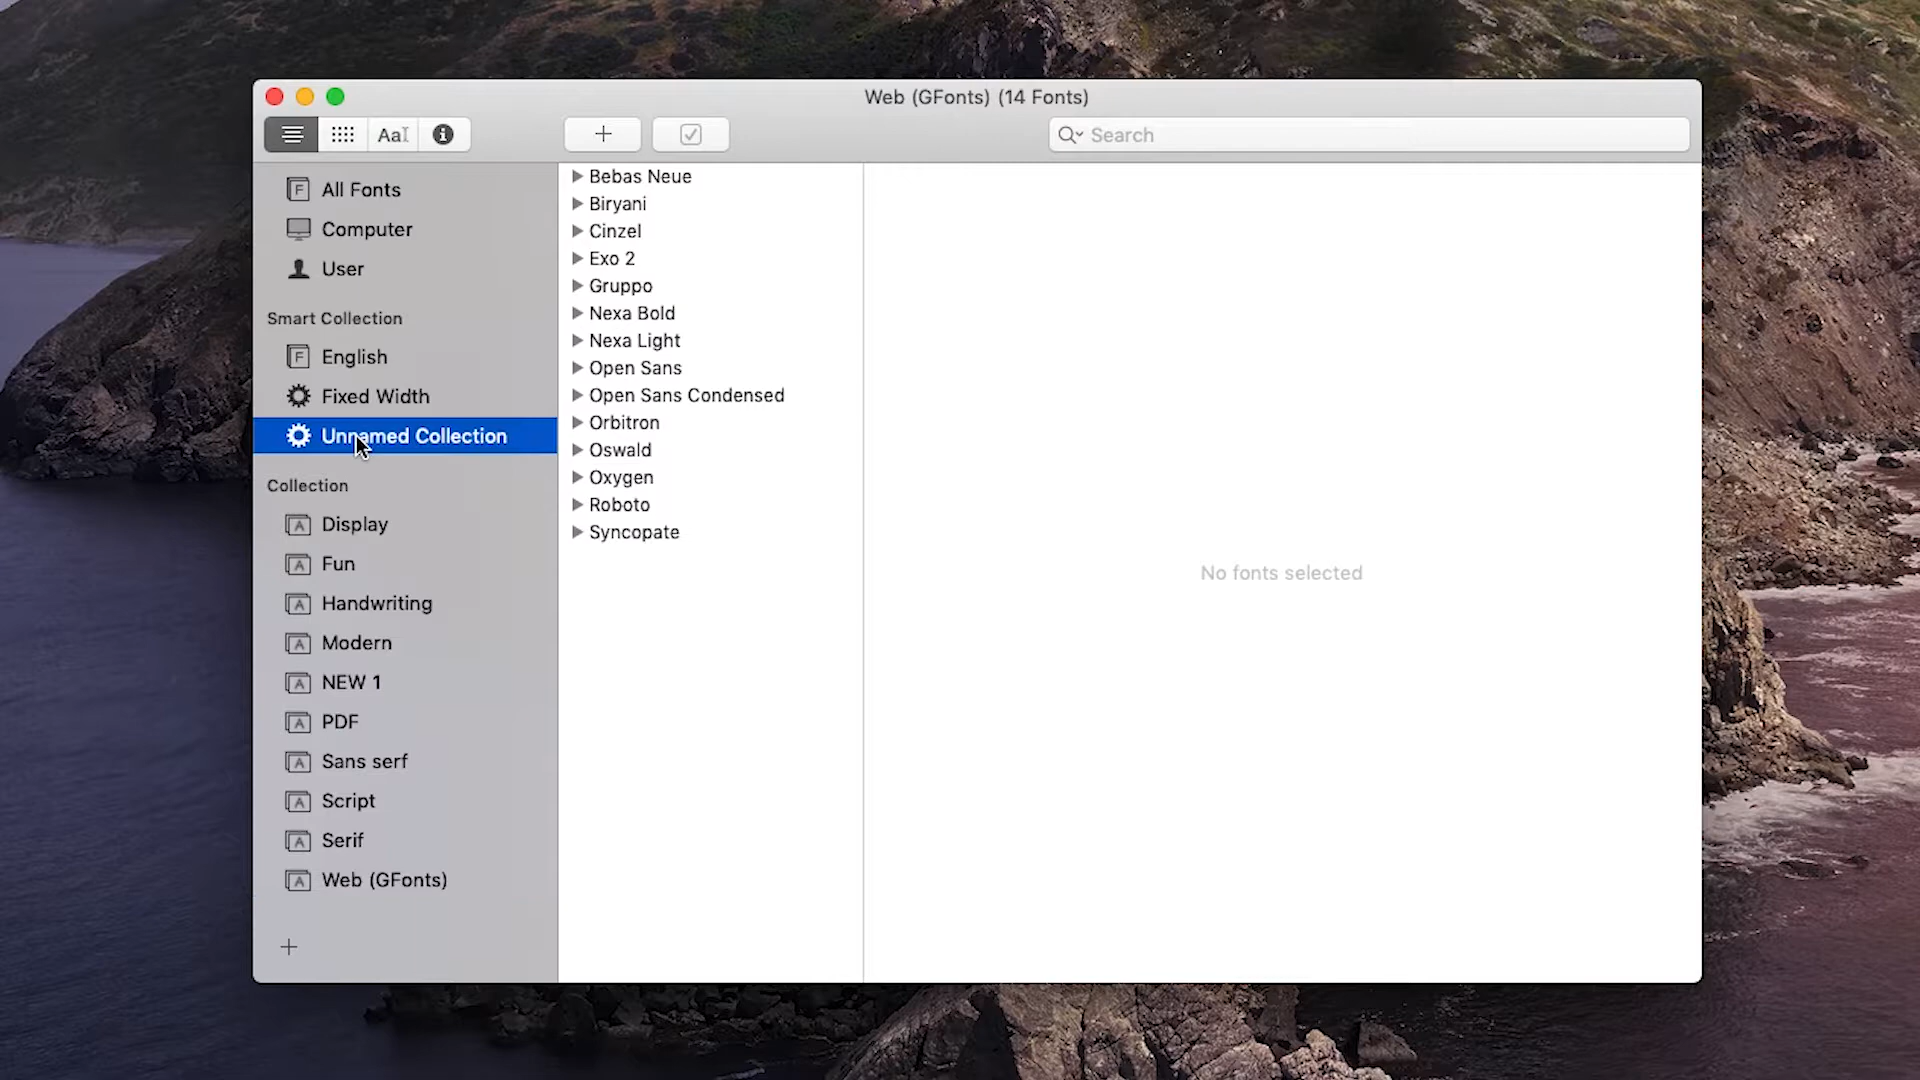 Web (GFonts) (14 Fonts)
Aa
Search
All Fonts
Computer
User
Smart Collection
English
Fixed Width
Unnamed Collection
Collection
Display
Fun
Handwriting
Modern
NEW 1
PDF
Sans serif
Script
Serif
Web (GFonts)
Bebas Neue
Biryani
Cinzel
Exo 2
Gruppo
Nexa Bold
Nexa Light
Open Sans
Open Sans Condensed
Orbitron
Oswald
Oxygen
Roboto
Syncopate
No fonts selected